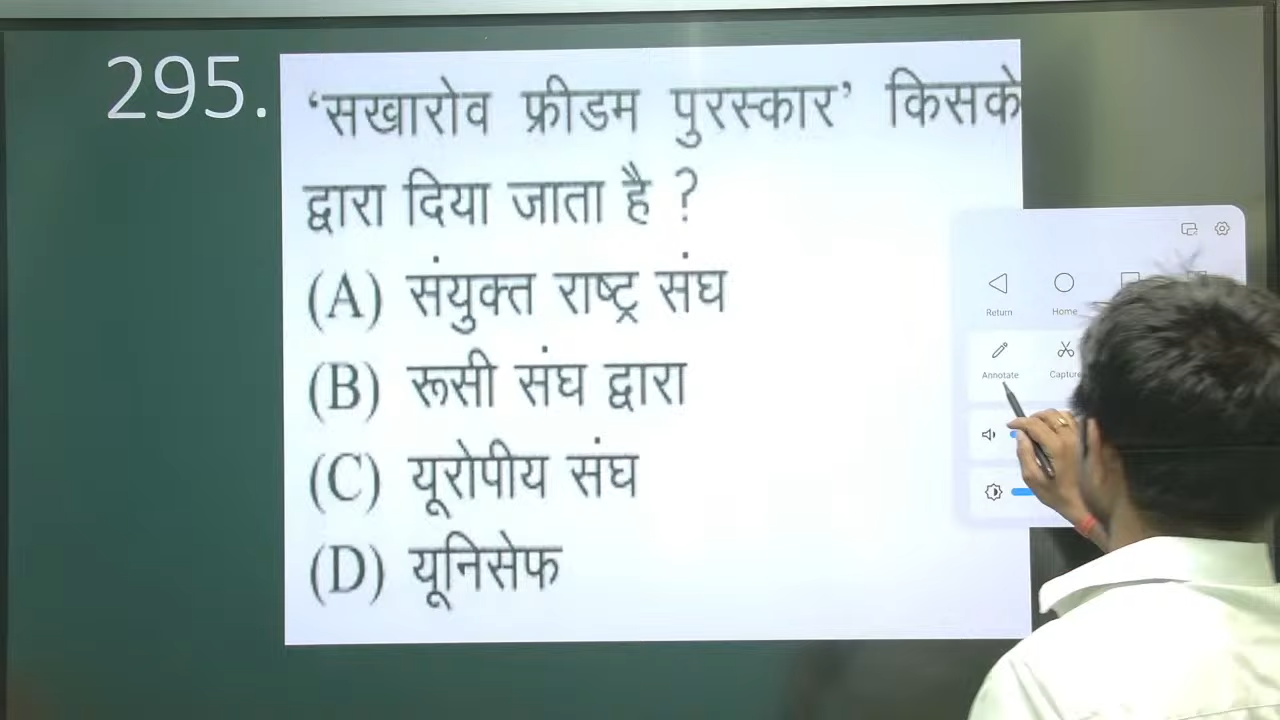 295.
‘सखारोव फ्रीडम पुरस्कार’ किसके
द्वारा दिया जाता है ?
(A) संयुक्त राष्ट्र संघ
(B) रूसी संघ द्वारा
(C) यूरोपीय संघ
(D) यूनिसेफ
Return
Home
Annotate
Capture